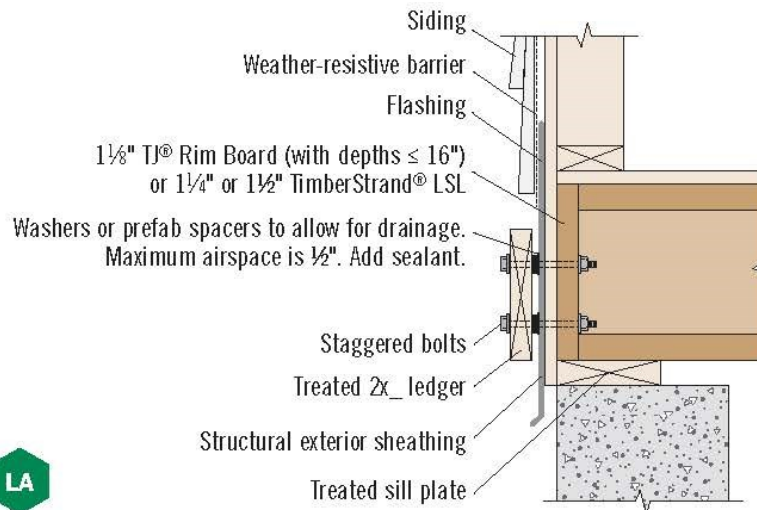 Siding
Weather-resistive barrier
Flashing
1⅛" TJ® Rim Board (with depths ≤ 16")
or 1¼" or 1½" TimberStrand® LSL
Washers or prefab spacers to allow for drainage.
Maximum airspace is ½". Add sealant.
Staggered bolts
Treated 2x_ ledger
Structural exterior sheathing
Treated sill plate
LA